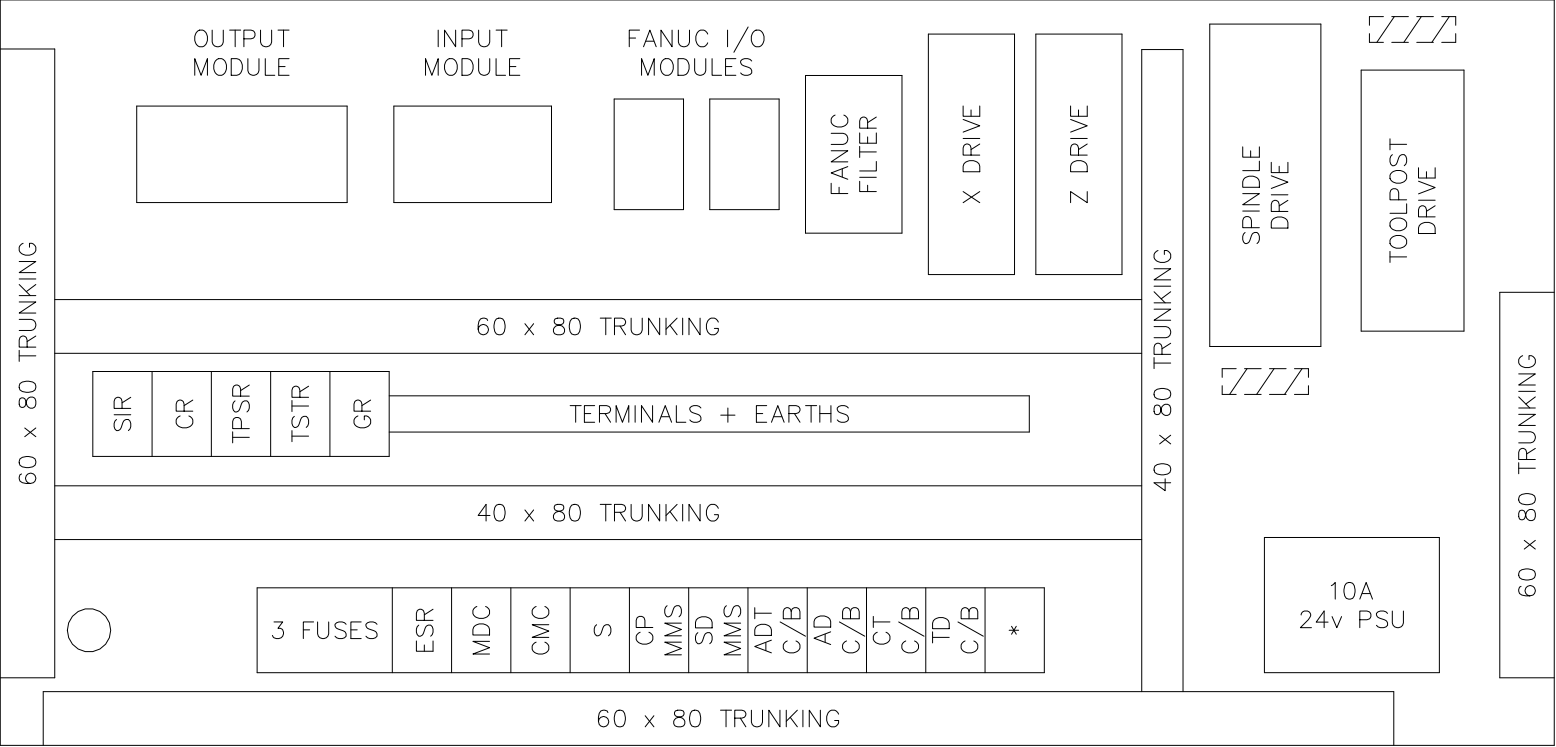 OUTPUT
MODULE
INPUT
MODULE
FANUC I/O
MODULES
FANUC
FILTER
X DRIVE
Z DRIVE
SPINDLE
DRIVE
TOOLPOST
DRIVE
60 x 80 TRUNKING
60 x 80 TRUNKING
40 x 80 TRUNKING
60 x 80 TRUNKING
SIR
CR
TPSR
TSTR
GR
TERMINALS + EARTHS
40 x 80 TRUNKING
3 FUSES
ESR
MDC
CMC
S
CP
MMS
SD
MMS
ADT
C/B
AD
C/B
CT
C/B
TD
C/B
*
10A
24v PSU
60 x 80 TRUNKING